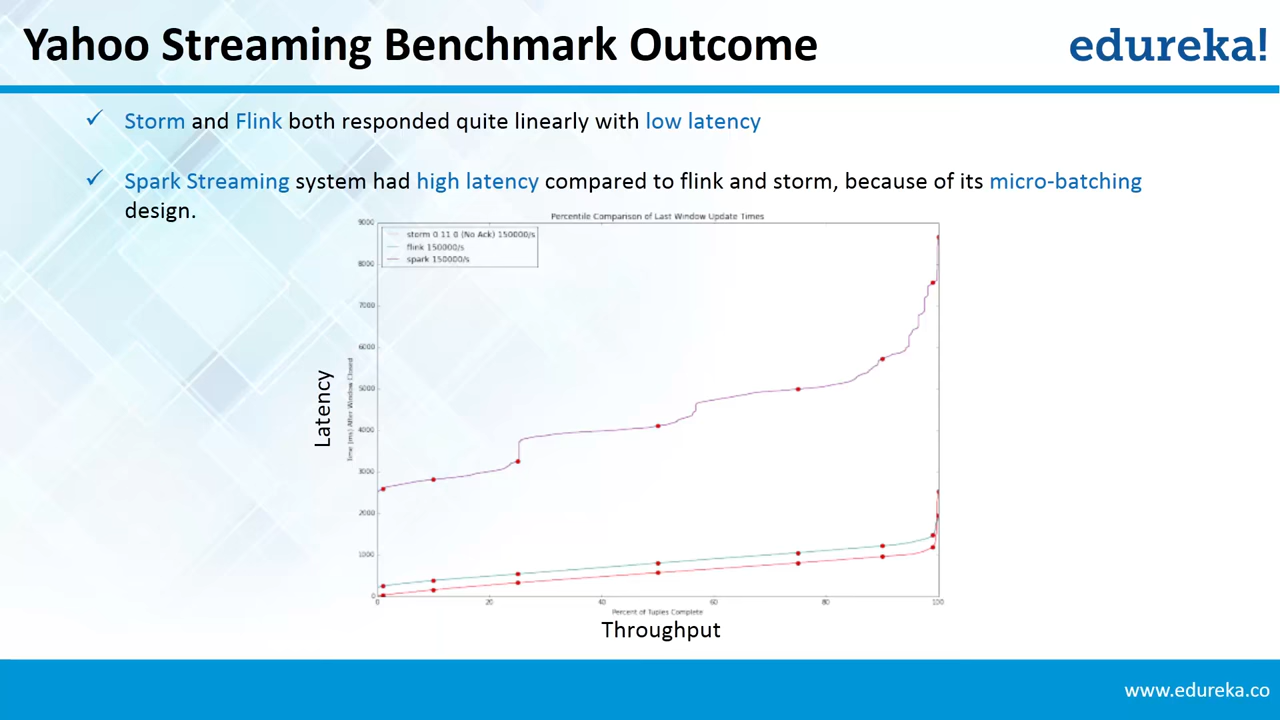 Yahoo Streaming Benchmark Outcome
edureka!
✓ Storm and Flink both responded quite linearly with low latency
✓ Spark Streaming system had high latency compared to flink and storm, because of its micro-batching
design.
Percentile Comparison of Last Window Update Times
storm 0.11.0 (No Ack) 150000/s
flink 150000/s
spark 150000/s
9000
8000
7000
6000
5000
4000
3000
2000
1000
0
Latency
Time (ms) After Window Closed
0 20 40 60 80 100
Percent of Tuples Complete
Throughput
www.edureka.co